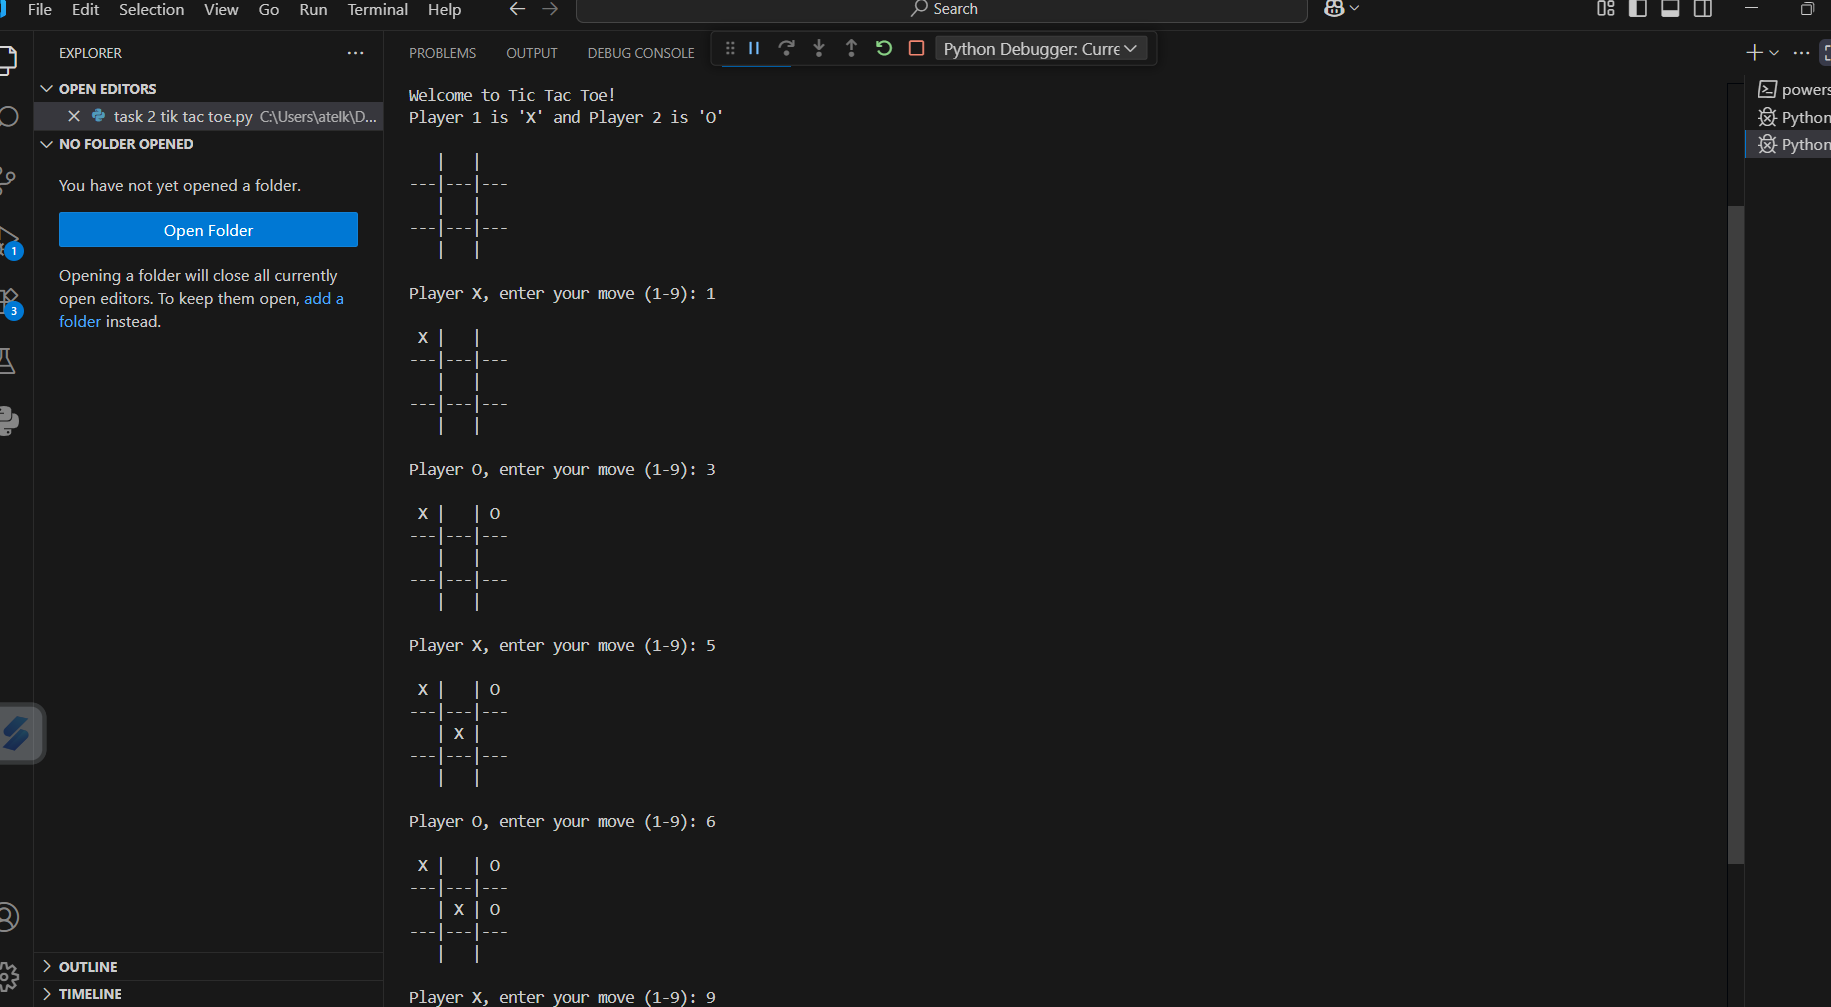 File Edit Selection View Go Run Terminal Help
Search
EXPLORER
OPEN EDITORS
task 2 tik tac toe.py C:\Users\atelk\D...
NO FOLDER OPENED
You have not yet opened a folder.
Open Folder
Opening a folder will close all currently
open editors. To keep them open, add a
folder instead.
1
3
OUTLINE
TIMELINE
PROBLEMS OUTPUT DEBUG CONSOLE
Python Debugger: Curre
Welcome to Tic Tac Toe!
Player 1 is 'X' and Player 2 is 'O'
   |   |
---|---|---
   |   |
---|---|---
   |   |
Player X, enter your move (1-9): 1
 X |   |
---|---|---
   |   |
---|---|---
   |   |
Player O, enter your move (1-9): 3
 X |   | O
---|---|---
   |   |
---|---|---
   |   |
Player X, enter your move (1-9): 5
 X |   | O
---|---|---
   | X |
---|---|---
   |   |
Player O, enter your move (1-9): 6
 X |   | O
---|---|---
   | X | O
---|---|---
   |   |
Player X, enter your move (1-9): 9
powers
Python
Python